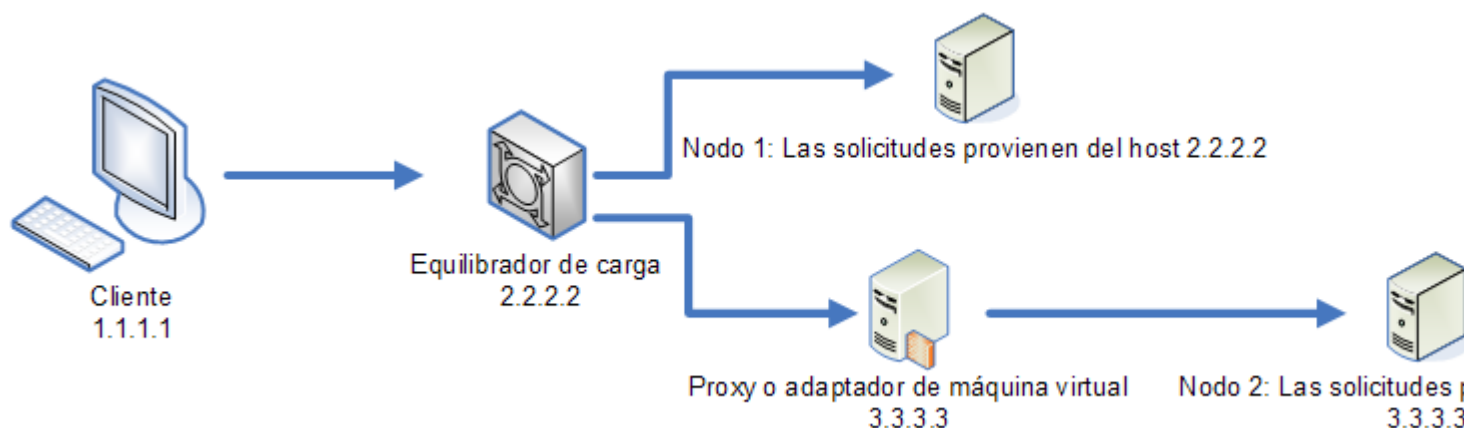 Nodo 1: Las solicitudes provienen del host 2.2.2.2
Equilibrador de carga
2.2.2.2
Cliente
1.1.1.1
Proxy o adaptador de máquina virtual
3.3.3.3
Nodo 2: Las solicitudes
3.3.3.3